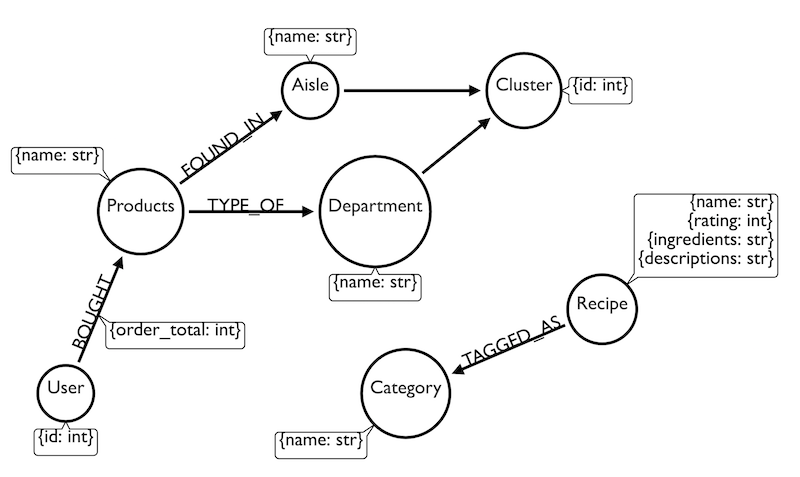 {name: str}
Aisle
Cluster
{id: int}
FOUND_IN
{name: str}
Products
TYPE_OF
Department
{name: str}
{name: str}
{rating: int}
{ingredients: str}
{descriptions: str}
Recipe
BOUGHT
{order_total: int}
TAGGED_AS
User
{id: int}
Category
{name: str}